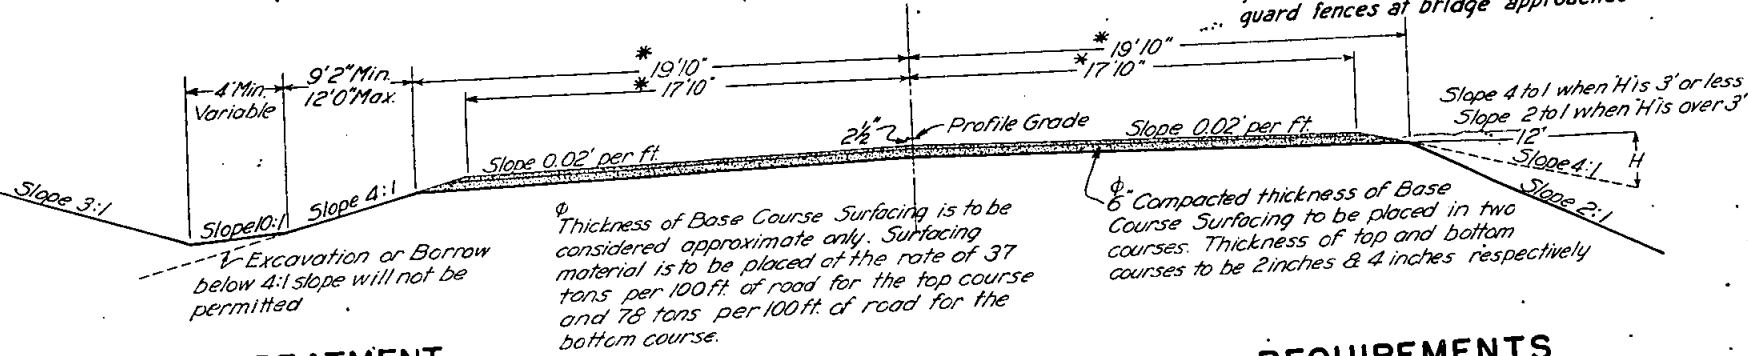 guard fences at bridge
* 19'10"
* 19'10"
* 17'10"
* 17'10"
4' Min.
Variable
9'2" Min.
12'0" Max.
2½"
Profile Grade
Slope 0.02' per ft.
Slope 0.02' per ft.
Slope 4 to 1 when H is 3' or less
Slope 2 to 1 when H is over 3'
12'
H
Slope 4:1
Slope 2:1
Slope 3:1
Slope 10:1
Slope 4:1
Excavation or Borrow
below 4:1 slope will not be
permitted
φ
Thickness of Base Course Surfacing is to be
considered approximate only. Surfacing
material is to be placed at the rate of 37
tons per 100 ft. of road for the top course
and 78 tons per 100 ft. of road for the
bottom course.
φ
6" Compacted thickness of Base
Course Surfacing to be placed in two
courses. Thickness of top and bottom
courses to be 2 inches & 4 inches respectively
REQUIREMENTS